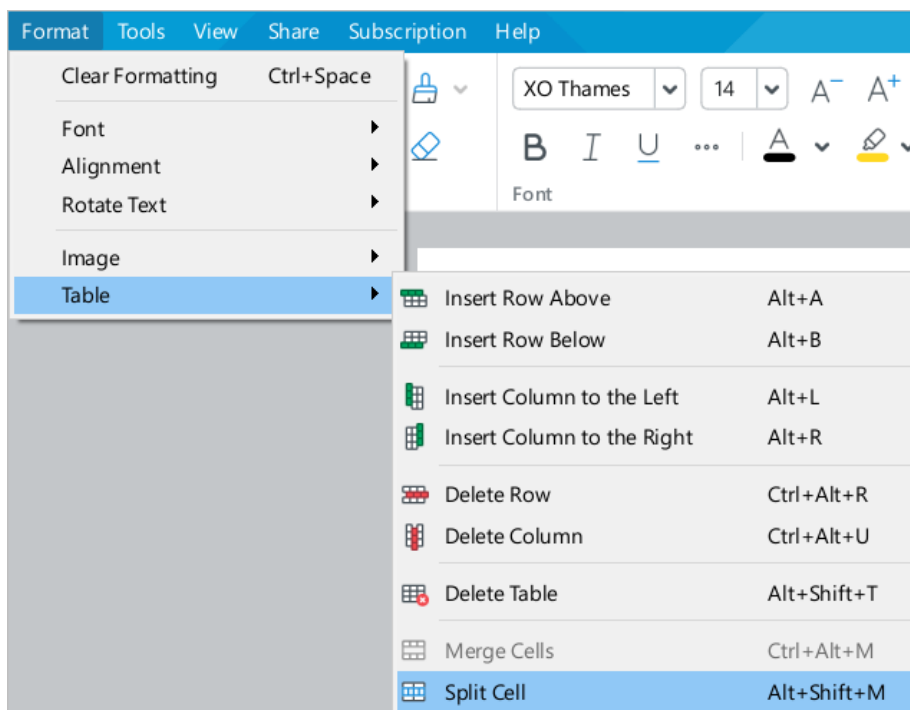 Format Tools View Share Subscription Help
Clear Formatting Ctrl+Space
XO Thames 14 A− A+
Font
Alignment
B I U A
Rotate Text
Font
Image
Table
Insert Row Above Alt+A
Insert Row Below Alt+B
Insert Column to the Left Alt+L
Insert Column to the Right Alt+R
Delete Row Ctrl+Alt+R
Delete Column Ctrl+Alt+U
Delete Table Alt+Shift+T
Merge Cells Ctrl+Alt+M
Split Cell Alt+Shift+M